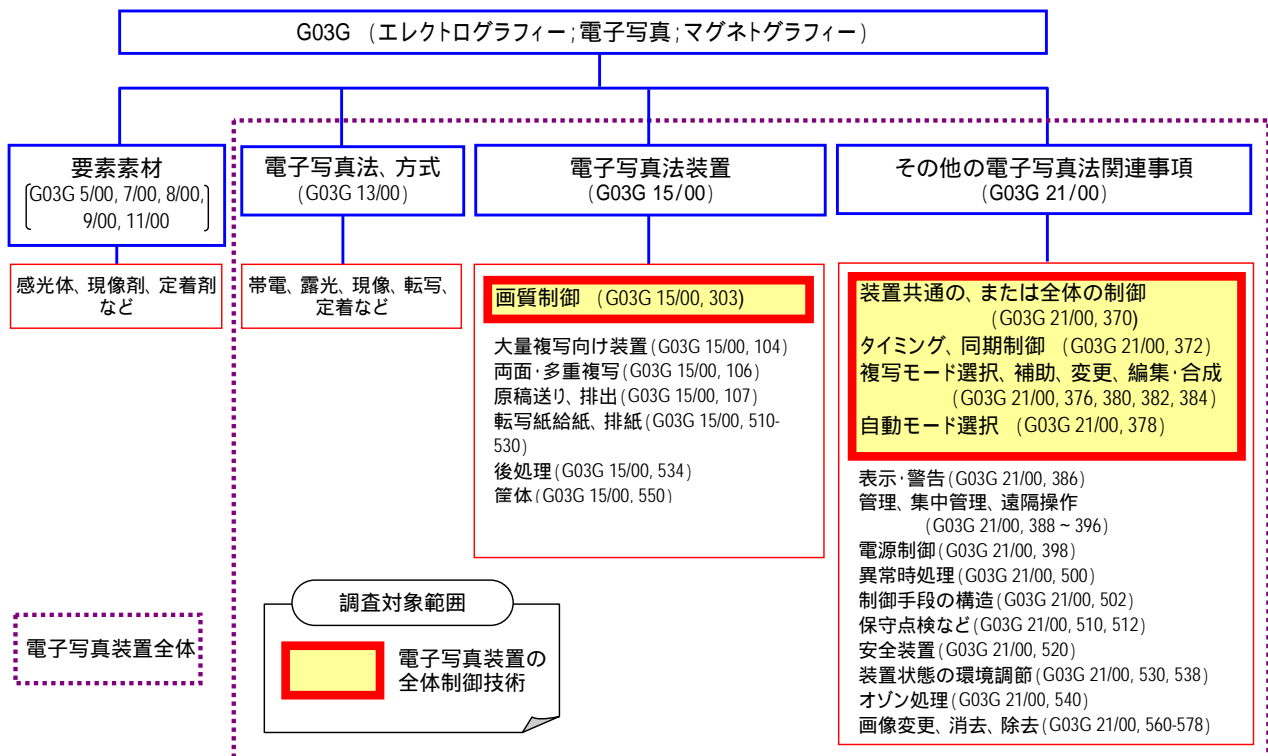 G03G （エレクトログラフィー；電子写真；マグネトグラフィー）
要素素材
G03G 5/00, 7/00, 8/00,
9/00, 11/00
感光体、現像剤、定着剤
など
電子写真法、方式
（G03G 13/00）
帯電、露光、現像、転写、
定着など
電子写真法装置
（G03G 15/00）
画質制御 （G03G 15/00, 303）
大量複写向け装置（G03G 15/00, 104）
両面・多重複写（G03G 15/00, 106）
原稿送り、排出（G03G 15/00, 107）
転写紙給紙、排紙（G03G 15/00, 510-
530）
後処理（G03G 15/00, 534）
筐体（G03G 15/00, 550）
その他の電子写真法関連事項
（G03G 21/00）
装置共通の、または全体の制御
（G03G 21/00, 370）
タイミング、同期制御 （G03G 21/00, 372）
複写モード選択、補助、変更、編集・合成
（G03G 21/00, 376, 380, 382, 384）
自動モード選択 （G03G 21/00, 378）
表示・警告（G03G 21/00, 386）
管理、集中管理、遠隔操作
（G03G 21/00, 388～396）
電源制御（G03G 21/00, 398）
異常時処理（G03G 21/00, 500）
制御手段の構造（G03G 21/00, 502）
保守点検など（G03G 21/00, 510, 512）
安全装置（G03G 21/00, 520）
装置状態の環境調節（G03G 21/00, 530, 538）
オゾン処理（G03G 21/00, 540）
画像変更、消去、除去（G03G 21/00, 560-578）
電子写真装置全体
調査対象範囲
電子写真装置の
全体制御技術